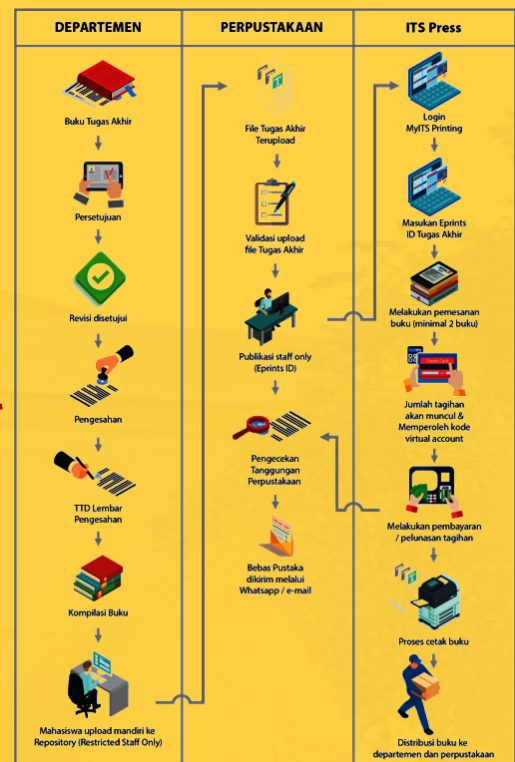 DEPARTEMEN
Buku Tugas Akhir
Persetujuan
Revisi disetujui
Pengesahan
TTD Lembar
Pengesahan
Kompilasi Buku
Mahasiswa upload mandiri ke
Repository (Restricted Staff Only)
PERPUSTAKAAN
File Tugas Akhir
Terupload
Validasi upload
file Tugas Akhir
Publikasi staff only
(Eprints ID)
Pengecekan
Tanggungan
Perpustakaan
Bebas Pustaka
dikirim melalui
Whatsapp / e-mail
ITS Press
Login
MyITS Printing
Masukan Eprints
ID Tugas Akhir
Melakukan pemesanan
buku (minimal 2 buku)
Jumlah tagihan
akan muncul &
Memperoleh kode
virtual account
Melakukan pembayaran
/ pelunasan tagihan
Proses cetak buku
Distribusi buku ke
departemen dan perpustakaan